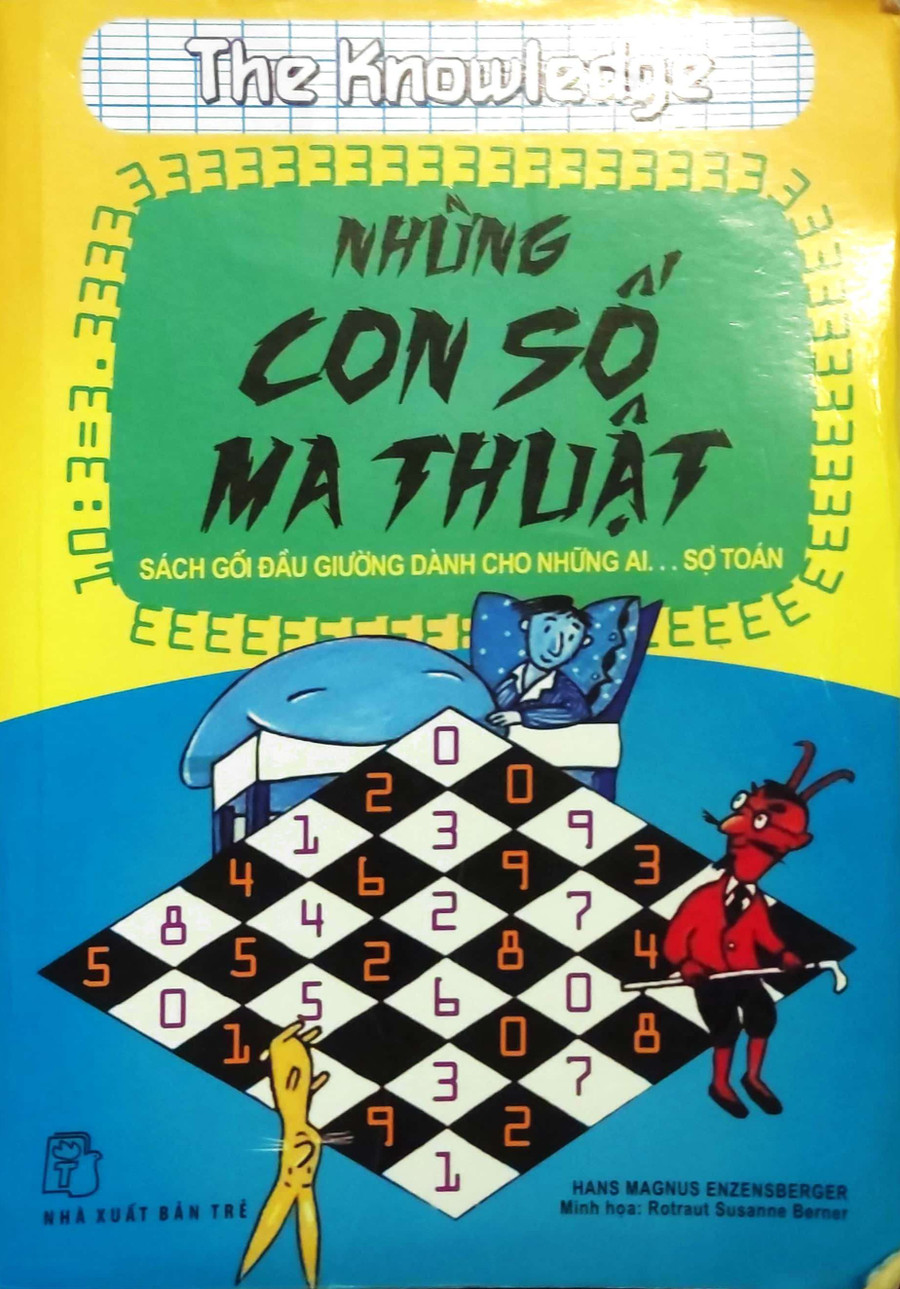 The Knowledge
10:3=3.333333333333333333333333333333333333333333333333
NHỮNG
CON SỐ
MA THUẬT
SÁCH GỐI ĐẦU GIƯỜNG DÀNH CHO NHỮNG AI... SỢ TOÁN
0
2 0
1 3 9
4 6 9 3
8 4 2 7
5 5 2 8 4
0 5 6 0
1 0 8
3 7
9 2
1
T
NHÀ XUẤT BẢN TRẺ
HANS MAGNUS ENZENSBERGER
Minh họa: Rotraut Susanne Berner